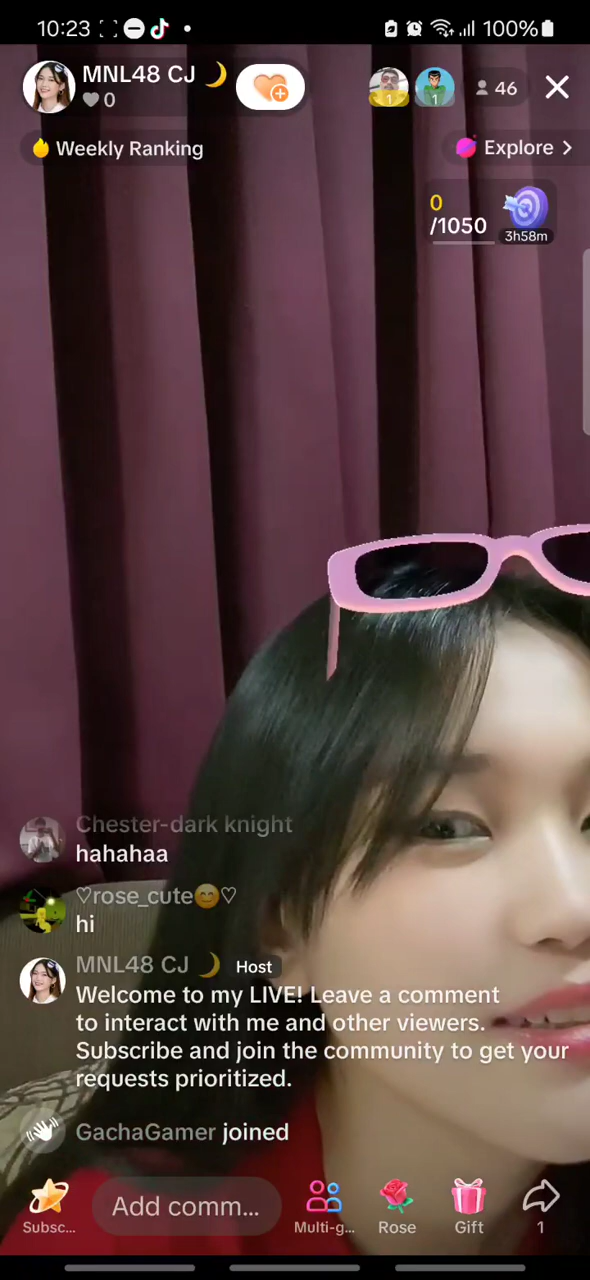 10:23
100%
MNL48 CJ 🌙
0
1
1
46
Weekly Ranking
Explore >
0
/1050
3h58m
Chester-dark knight
hahahaa
♡rose_cute😊♡
hi
MNL48 CJ 🌙 Host
Welcome to my LIVE! Leave a comment
to interact with me and other viewers.
Subscribe and join the community to get your
requests prioritized.
GachaGamer joined
Subsc...
Add comm...
Multi-g...
Rose
Gift
1